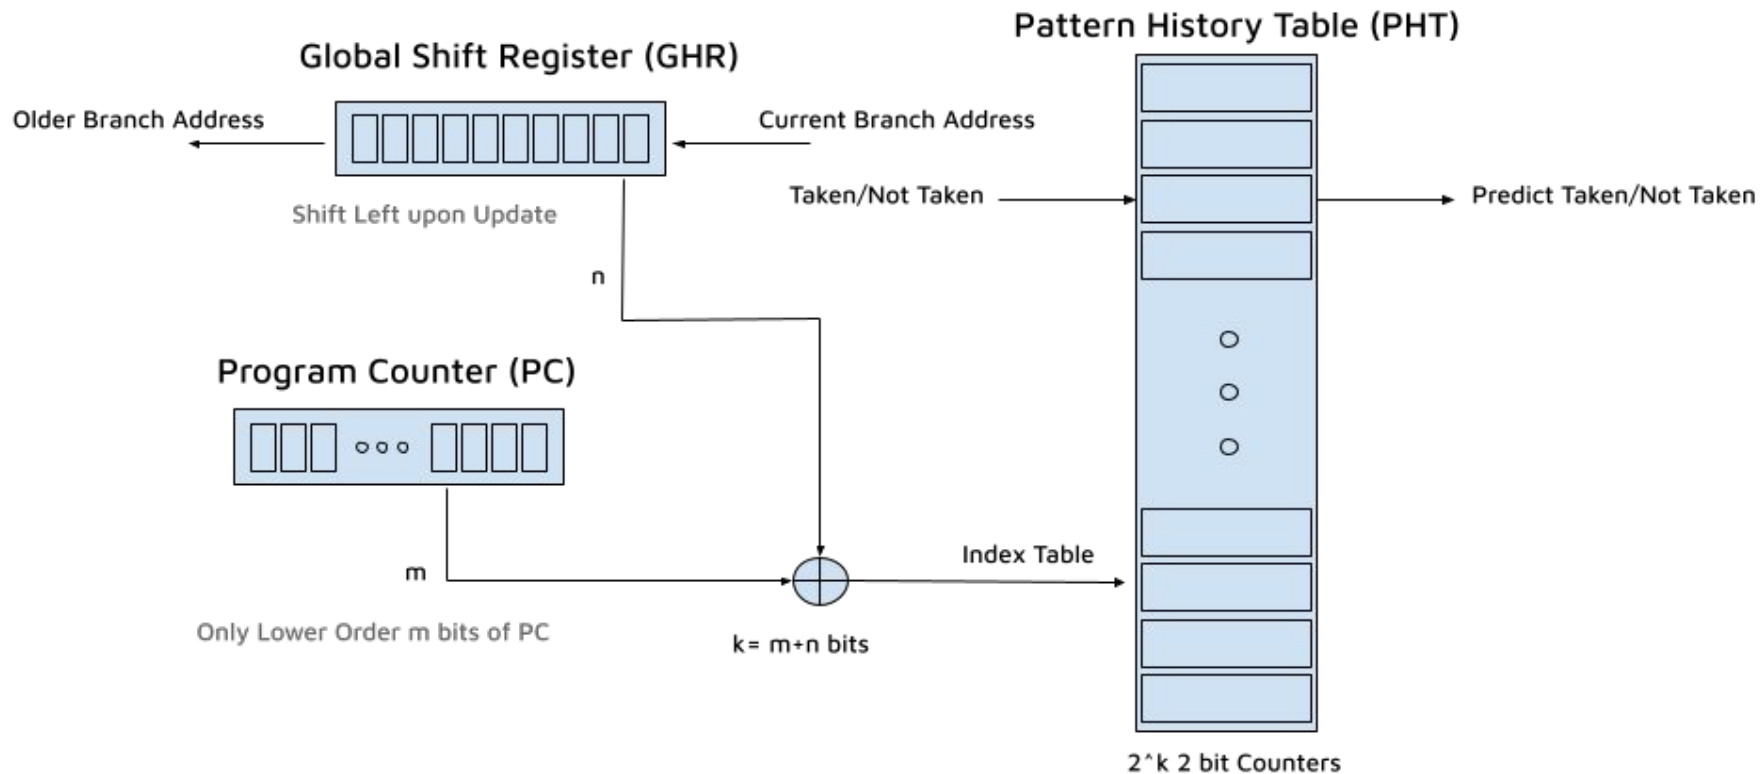 Pattern History Table (PHT)
Global Shift Register (GHR)
Older Branch Address
Current Branch Address
Taken/Not Taken
Predict Taken/Not Taken
Shift Left upon Update
n
Program Counter (PC)
Index Table
m
Only Lower Order m bits of PC
k= m+n bits
2^k 2 bit Counters